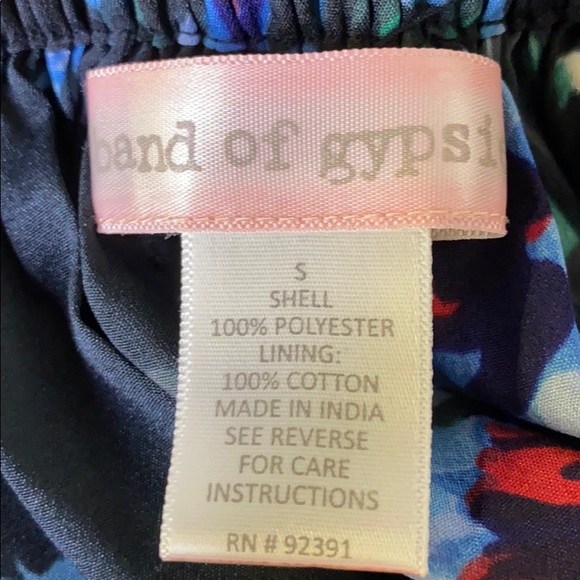 band of gypsi
S
SHELL
100% POLYESTER
LINING:
100% COTTON
MADE IN INDIA
SEE REVERSE
FOR CARE
INSTRUCTIONS
RN # 92391